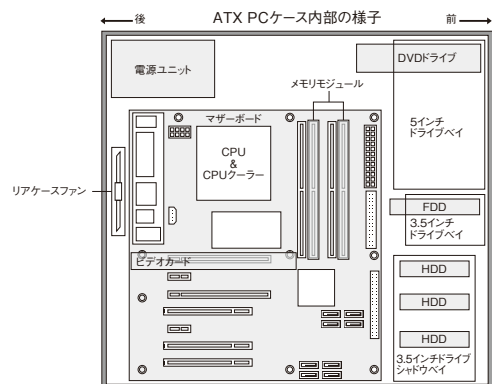 後
ATX PCケース内部の様子
前
電源ユニット
DVDドライブ
メモリモジュール
マザーボード
5インチ
ドライブベイ
CPU
&
CPUクーラー
リアケースファン
FDD
3.5インチ
ドライブベイ
ビデオカード
HDD
HDD
HDD
3.5インチドライブ
シャドウベイ